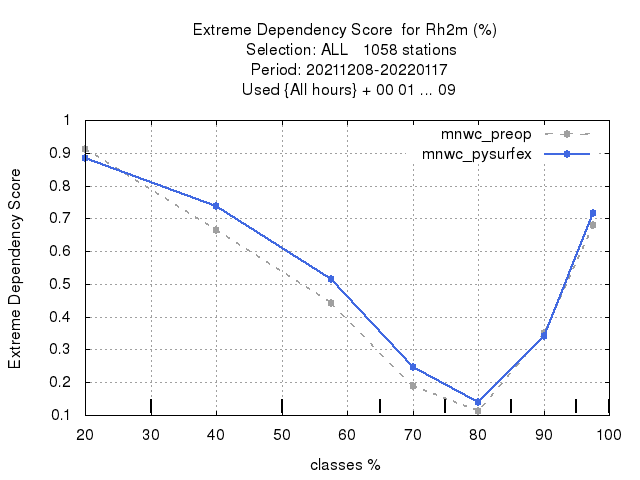 Extreme Dependency Score  for Rh2m (%)
Selection: ALL   1058 stations
Period: 20211208-20220117
Used {All hours} + 00 01 ... 09
mnwc_preop
mnwc_pysurfex
Extreme Dependency Score
1
0.9
0.8
0.7
0.6
0.5
0.4
0.3
0.2
0.1
20 30 40 50 60 70 80 90 100
classes %